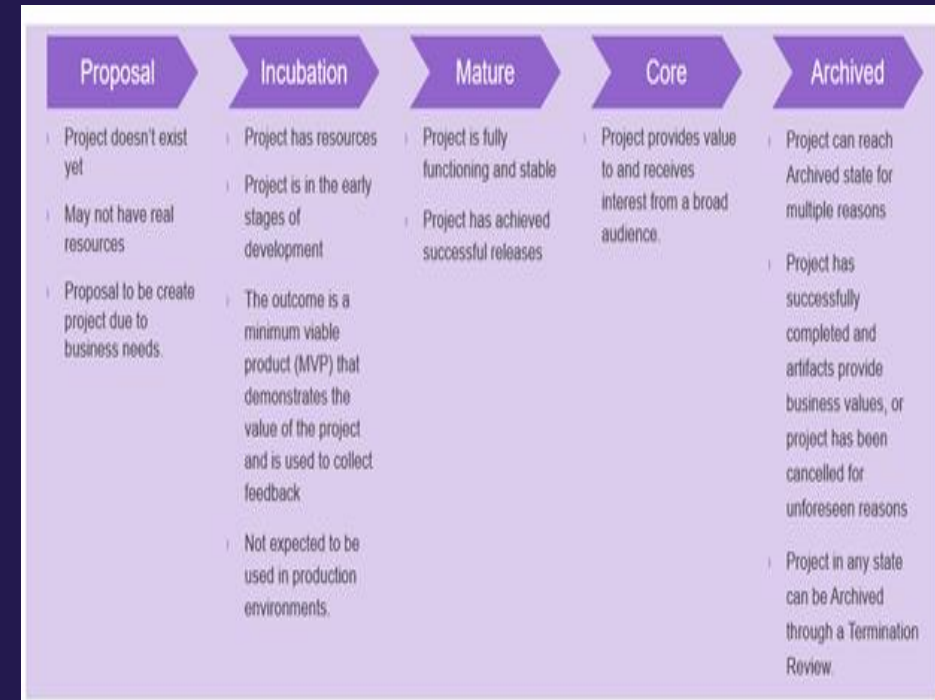 Proposal
Project doesn't exist
yet
May not have real
resources
Proposal to be create
project due to
business needs.
Incubation
Project has resources
Project is in the early
stages of
development
The outcome is a
minimum viable
product (MVP) that
demonstrates the
value of the project
and is used to collect
feedback
Not expected to be
used in production
environments.
Mature
Project is fully
functioning and stable
Project has achieved
successful releases
Core
Project provides value
to and receives
interest from a broad
audience.
Archived
Project can reach
Archived state for
multiple reasons
Project has
successfully
completed and
artifacts provide
business values, or
project has been
cancelled for
unforeseen reasons
Project in any state
can be Archived
through a Termination
Review.